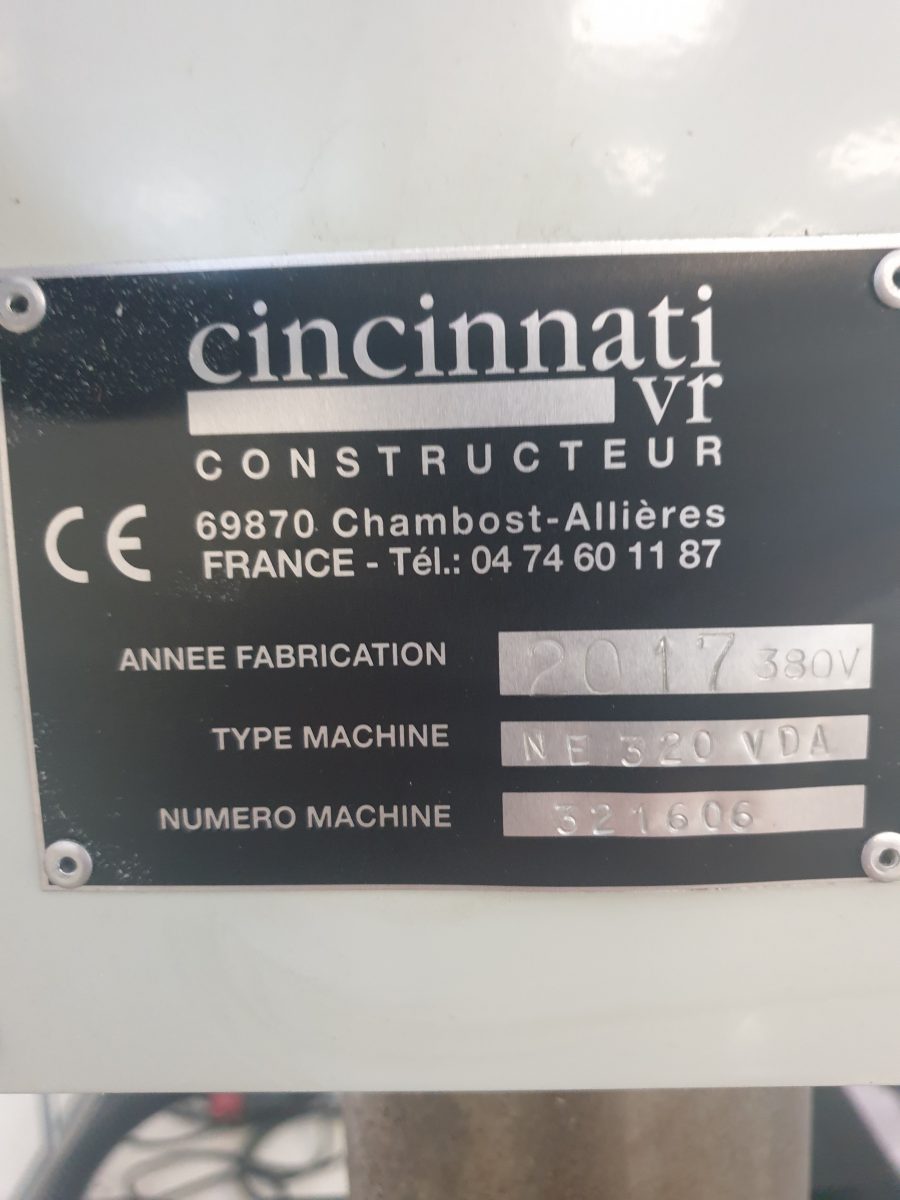 cincinnati
vr
CONSTRUCTEUR
CE 69870 Chambost-Allières
FRANCE - Tél.: 04 74 60 11 87
ANNEE FABRICATION 2017 380V
TYPE MACHINE NE 320 VDA
NUMERO MACHINE 321606